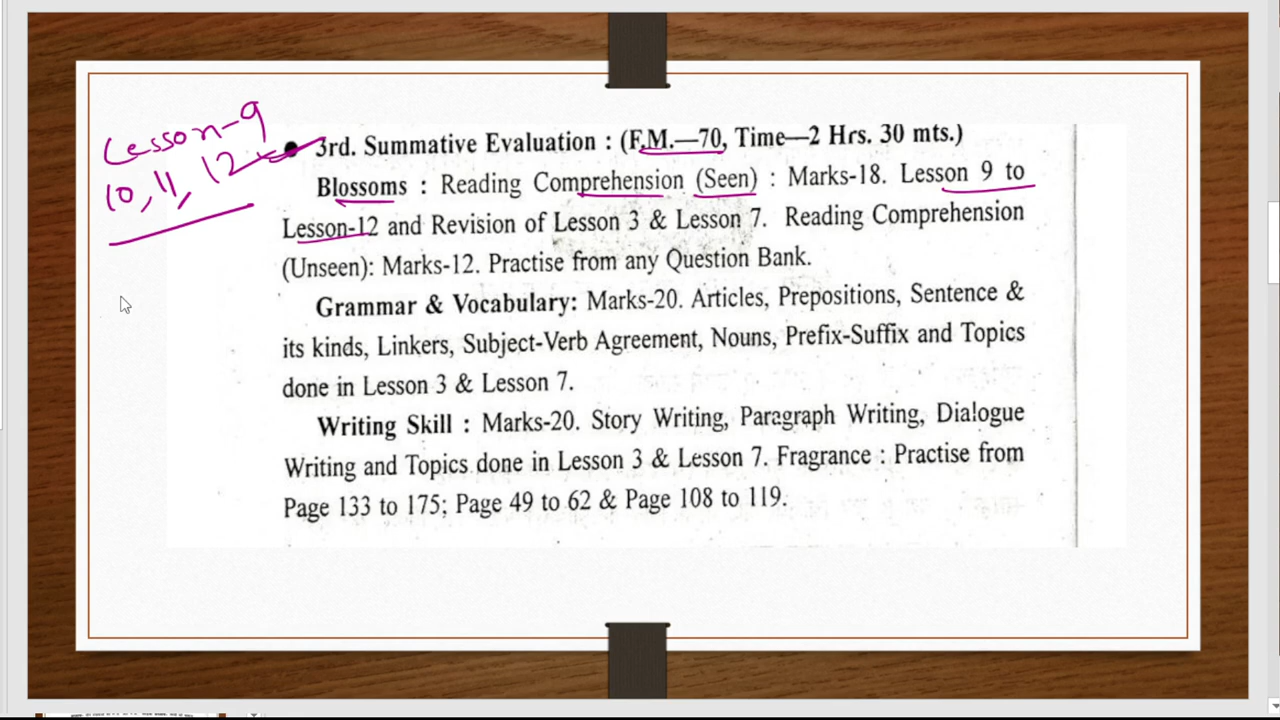 Lesson-9
10, 11, 12
3rd. Summative Evaluation : (F.M.—70, Time—2 Hrs. 30 mts.)
Blossoms : Reading Comprehension (Seen) : Marks-18. Lesson 9 to
Lesson-12 and Revision of Lesson 3 & Lesson 7. Reading Comprehension
(Unseen): Marks-12. Practise from any Question Bank.
Grammar & Vocabulary: Marks-20. Articles, Prepositions, Sentence &
its kinds, Linkers, Subject-Verb Agreement, Nouns, Prefix-Suffix and Topics
done in Lesson 3 & Lesson 7.
Writing Skill : Marks-20. Story Writing, Paragraph Writing, Dialogue
Writing and Topics done in Lesson 3 & Lesson 7. Fragrance : Practise from
Page 133 to 175; Page 49 to 62 & Page 108 to 119.